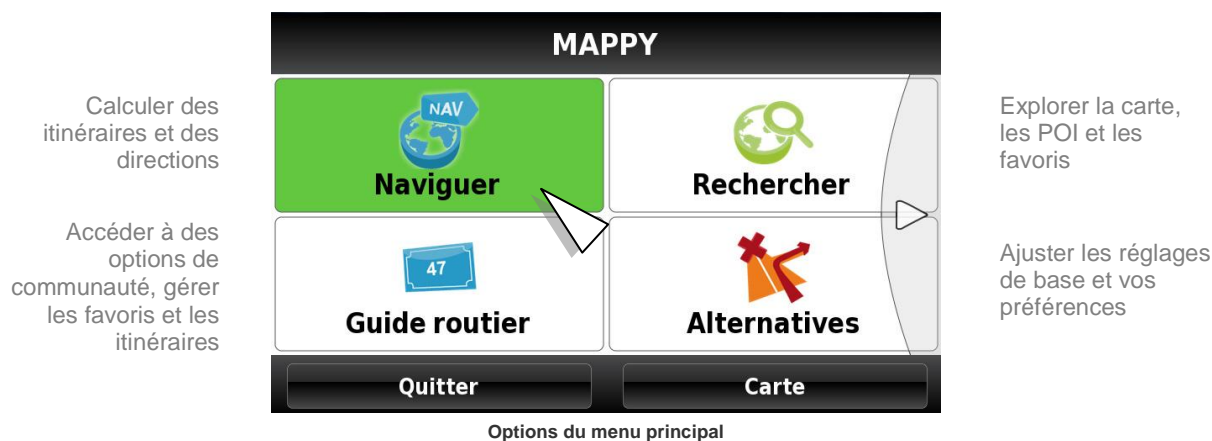 MAPPY
Calculer des
itinéraires et des
directions
NAV
Naviguer
Rechercher
Explorer la carte,
les POI et les
favoris
Accéder à des
options de
communauté, gérer
les favoris et les
itinéraires
47
Guide routier
Alternatives
Ajuster les réglages
de base et vos
préférences
Quitter
Carte
Options du menu principal